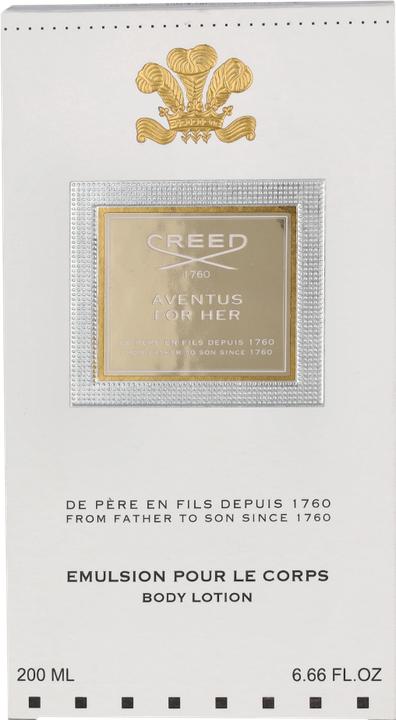 CREED
1760
AVENTUS
FOR HER
DE PÈRE EN FILS DEPUIS 1760
FROM FATHER TO SON SINCE 1760
DE PÈRE EN FILS DEPUIS 1760
FROM FATHER TO SON SINCE 1760
EMULSION POUR LE CORPS
BODY LOTION
200 ML
6.66 FL.OZ